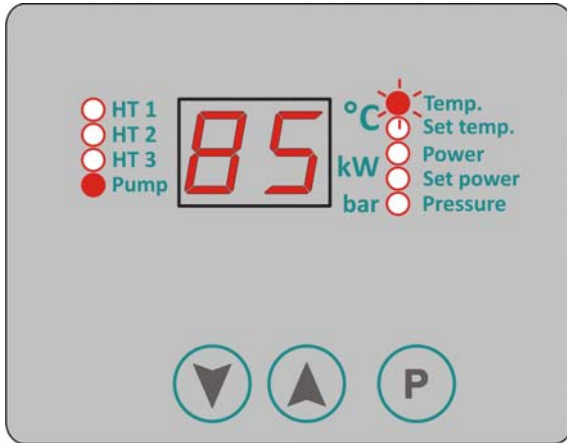 HT 1
HT 2
HT 3
Pump
85
°C
kW
bar
Temp.
Set temp.
Power
Set power
Pressure
P